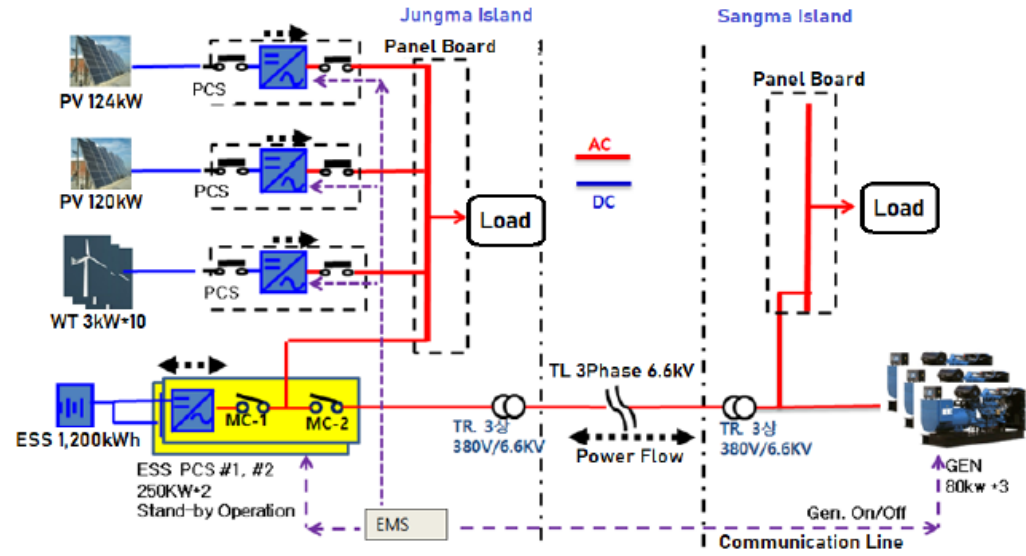 Jungma Island
Sangma Island
Panel Board
PCS
PV 124kW
Panel Board
AC
DC
PCS
PV 120kW
Load
Load
PCS
WT 3kW*10
TL 3Phase 6.6kV
MC-1
MC-2
ESS 1,200kWh
TR. 3상
380V/6.6KV
Power Flow
TR. 3상
380V/6.6KV
ESS PCS #1, #2
250KW*2
Stand-by Operation
GEN
80kw *3
EMS
Gen. On/Off
Communication Line